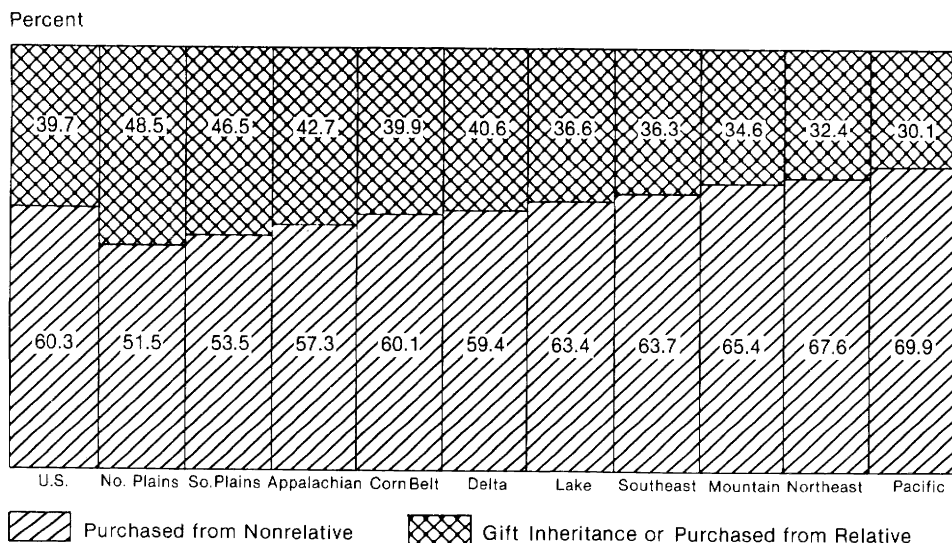 Percent
39.7 48.5 46.5 42.7 39.9 40.6 36.6 36.3 34.6 32.4 30.1
60.3 51.5 53.5 57.3 60.1 59.4 63.4 63.7 65.4 67.6 69.9
U.S. No. Plains So. Plains Appalachian Corn Belt Delta Lake Southeast Mountain Northeast Pacific
Purchased from Nonrelative Gift Inheritance or Purchased from Relative